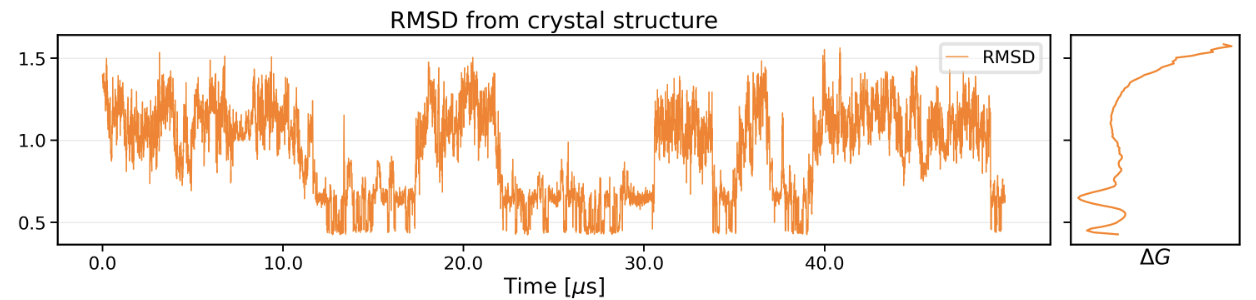 RMSD from crystal structure
RMSD
1.5
1.0
0.5
0.0 10.0 20.0 30.0 40.0
Time [μs]
ΔG